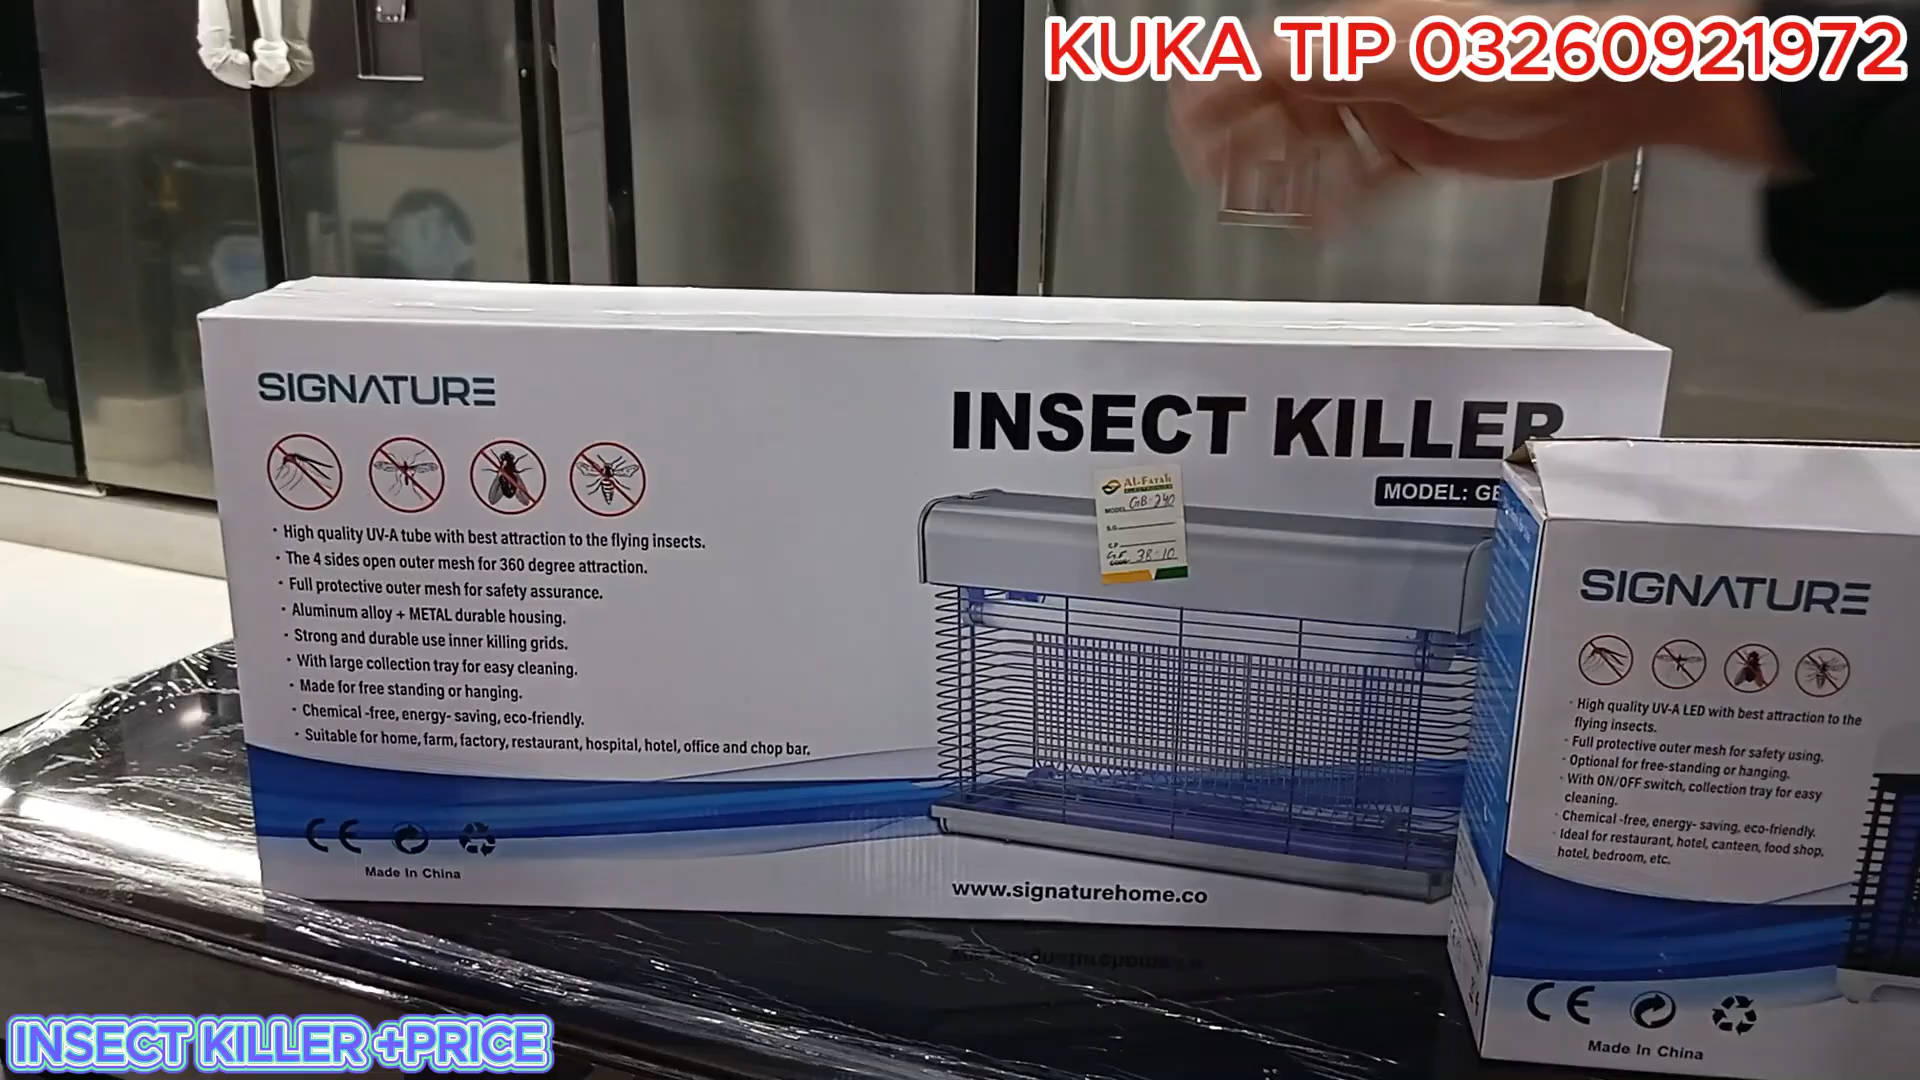 KUKA TIP 03260921972
SIGNATURE
INSECT KILLER
MODEL: GB
Al-Fatah
ELECTRONICS
MODEL GB-240
S.O.
C.P.
CODE 38-10
· High quality UV-A tube with best attraction to the flying insects.
· The 4 sides open outer mesh for 360 degree attraction.
· Full protective outer mesh for safety assurance.
· Aluminum alloy + METAL durable housing.
· Strong and durable use inner killing grids.
· With large collection tray for easy cleaning.
· Made for free standing or hanging.
· Chemical -free, energy- saving, eco-friendly.
· Suitable for home, farm, factory, restaurant, hospital, hotel, office and chop bar.
CE
Made In China
www.signaturehome.co
SIGNATURE
· High quality UV-A LED with best attraction to the
flying insects.
· Full protective outer mesh for safety using.
· Optional for free-standing or hanging.
· With ON/OFF switch, collection tray for easy
cleaning.
· Chemical -free, energy- saving, eco-friendly.
· Ideal for restaurant, hotel, canteen, food shop,
hotel, bedroom, etc.
CE
Made In China
INSECT KILLER +PRICE